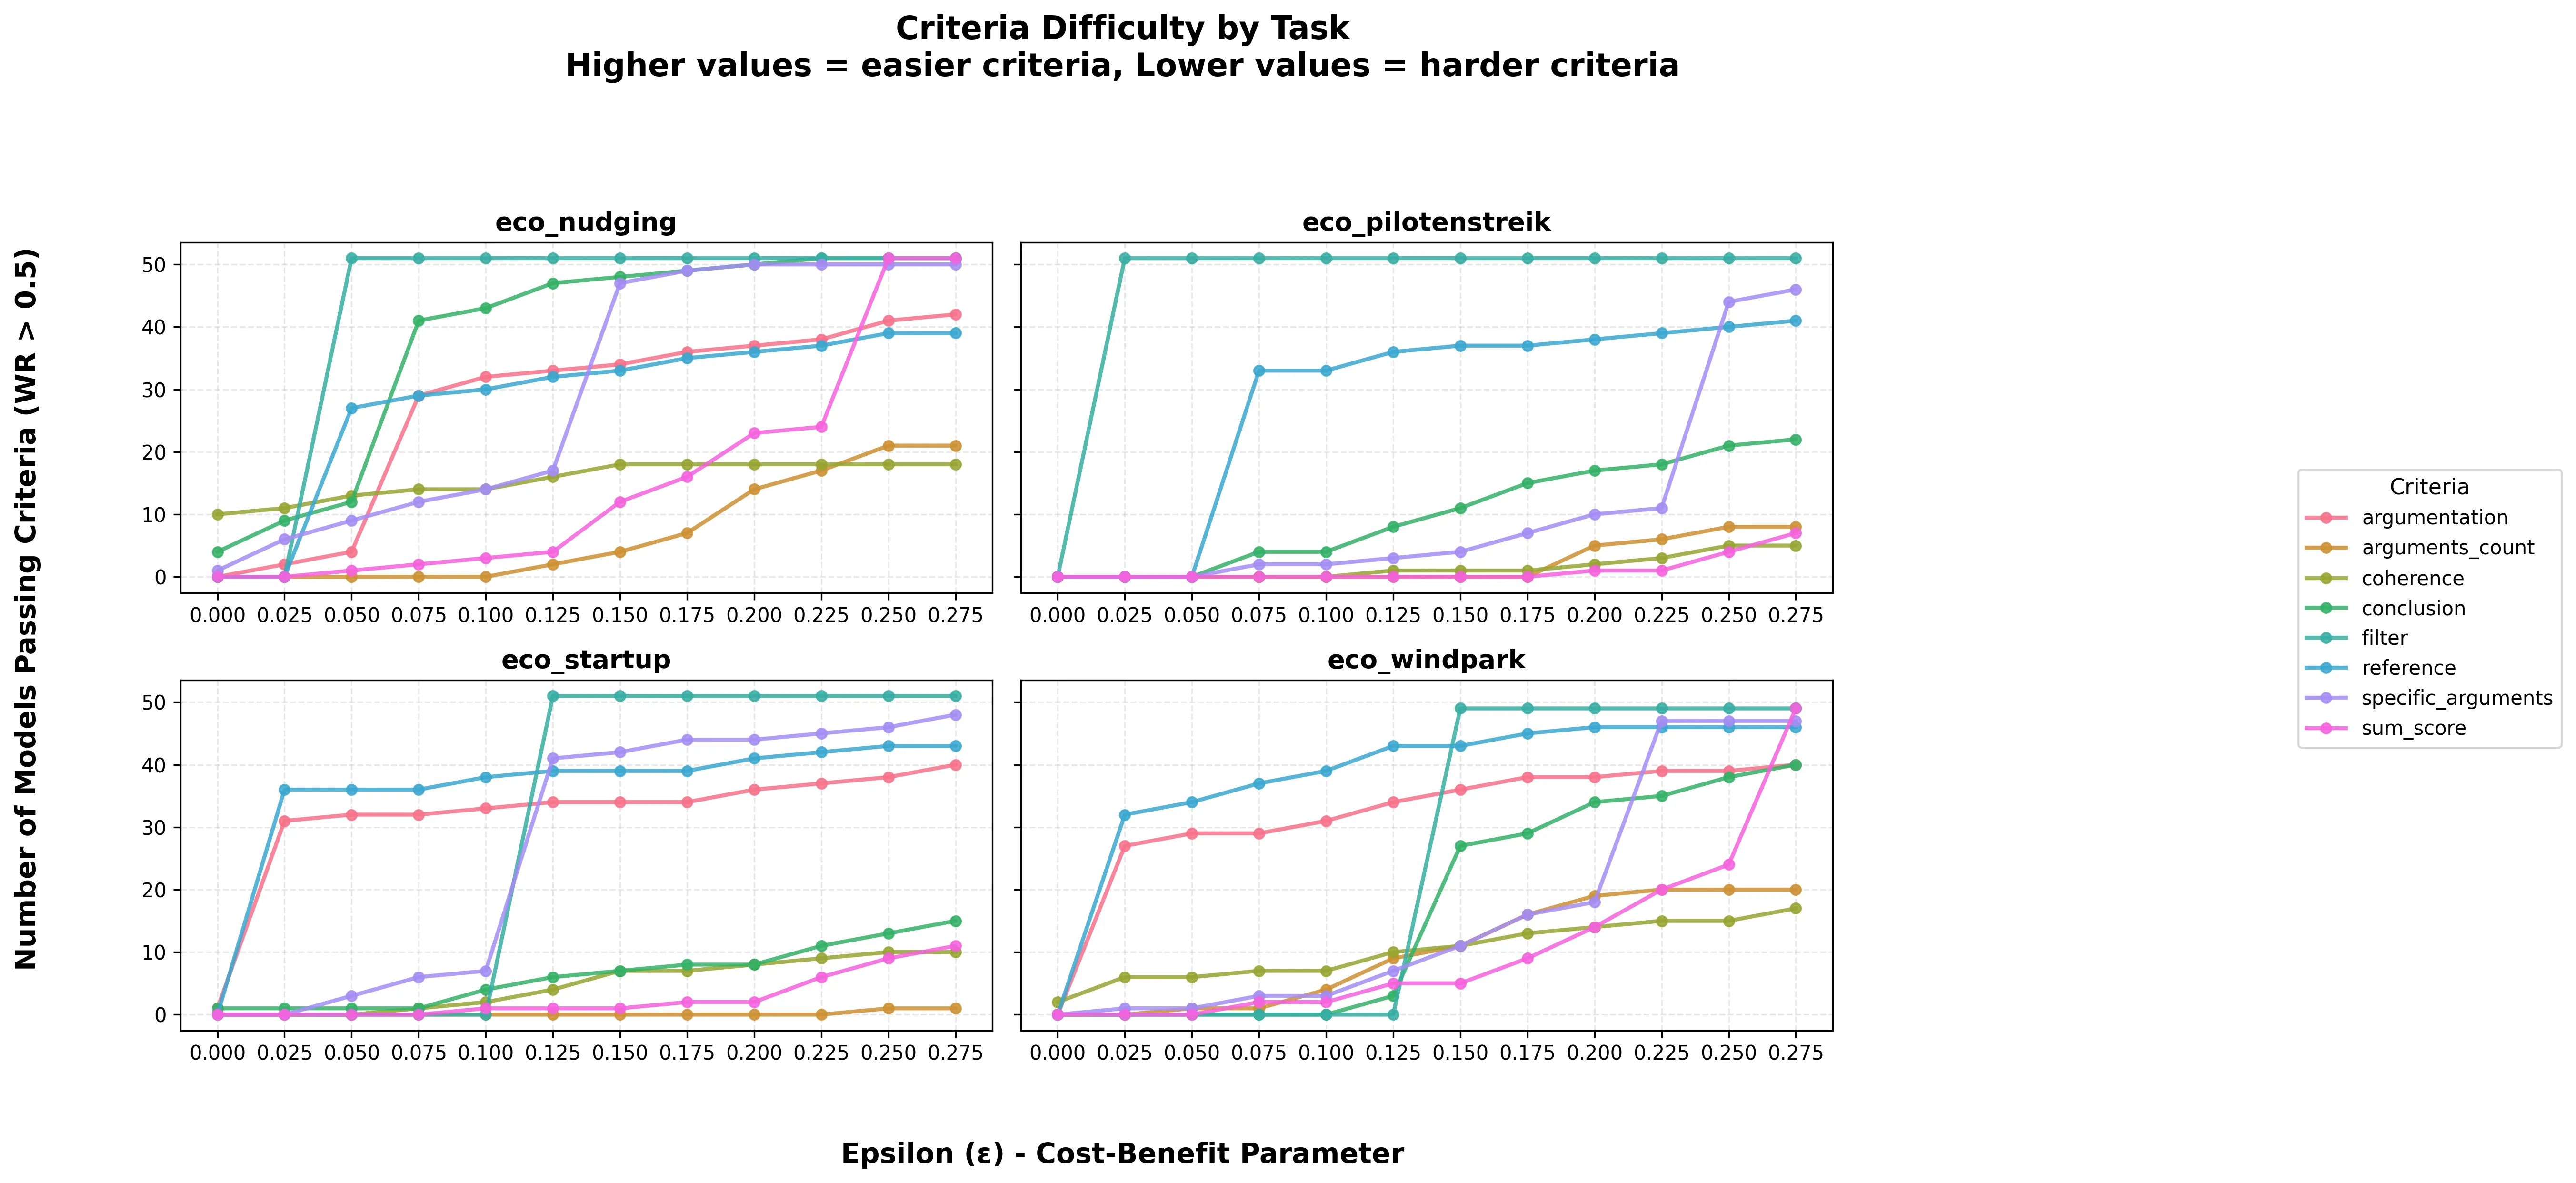 Criteria Difficulty by Task
Higher values = easier criteria, Lower values = harder criteria
Number of Models Passing Criteria (WR > 0.5)
eco_nudging
50
40
30
20
10
0
0.000 0.025 0.050 0.075 0.100 0.125 0.150 0.175 0.200 0.225 0.250 0.275
eco_pilotenstreik
0.000 0.025 0.050 0.075 0.100 0.125 0.150 0.175 0.200 0.225 0.250 0.275
eco_startup
50
40
30
20
10
0
0.000 0.025 0.050 0.075 0.100 0.125 0.150 0.175 0.200 0.225 0.250 0.275
eco_windpark
0.000 0.025 0.050 0.075 0.100 0.125 0.150 0.175 0.200 0.225 0.250 0.275
Epsilon (ε) - Cost-Benefit Parameter
Criteria
argumentation
arguments_count
coherence
conclusion
filter
reference
specific_arguments
sum_score